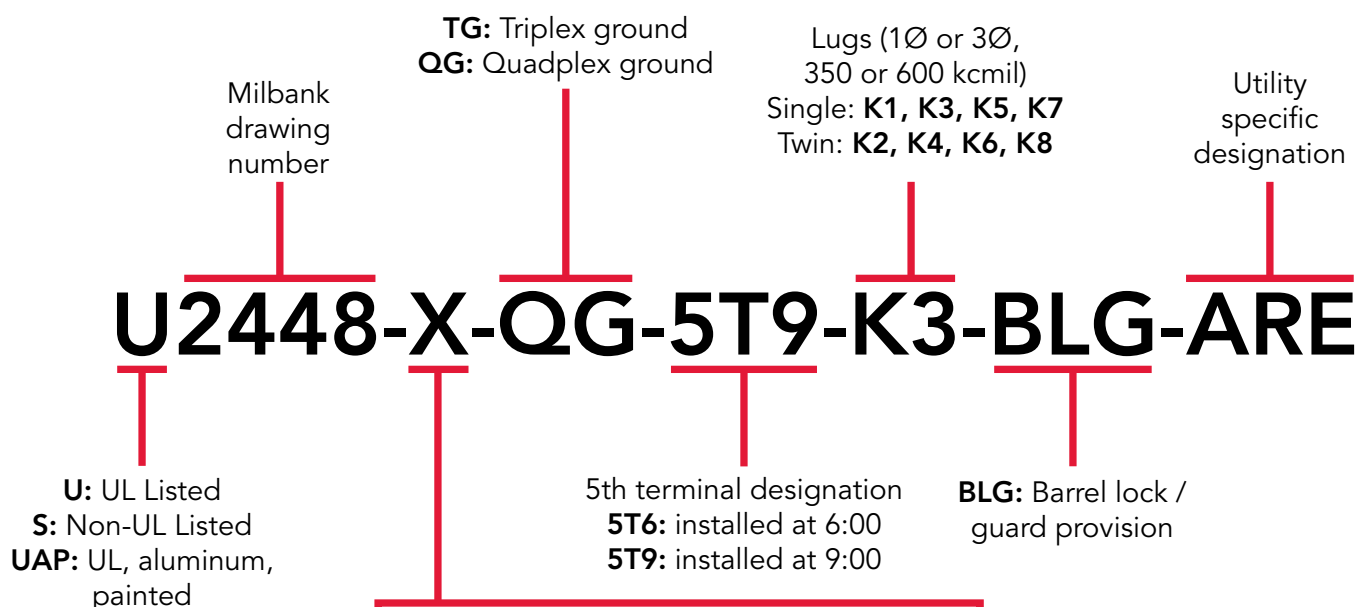 TG: Triplex ground
QG: Quadplex ground
Lugs (1Ø or 3Ø,
350 or 600 kcmil)
Single: K1, K3, K5, K7
Twin: K2, K4, K6, K8
Milbank
drawing
number
Utility
specific
designation
U2448-X-QG-5T9-K3-BLG-ARE
U: UL Listed
S: Non-UL Listed
UAP: UL, aluminum,
painted
5th terminal designation
5T6: installed at 6:00
5T9: installed at 9:00
BLG: Barrel lock /
guard provision